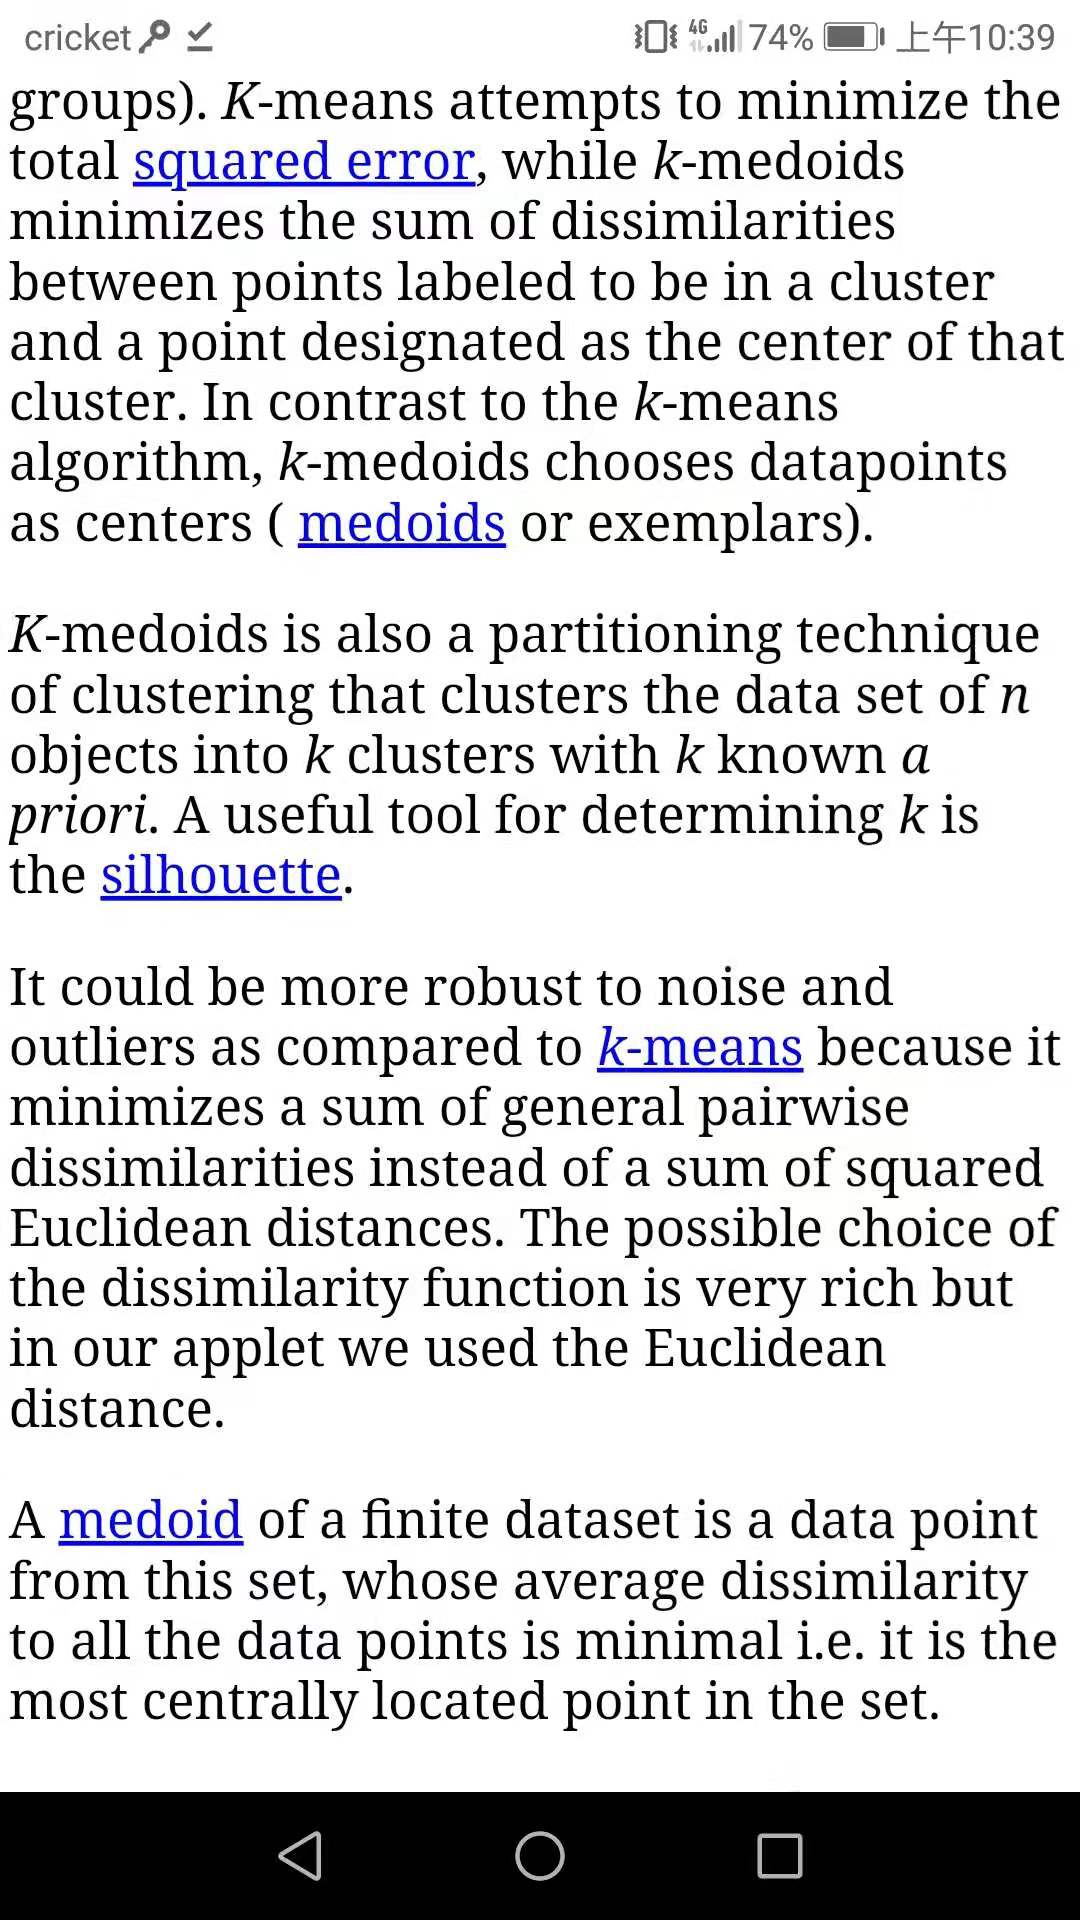 cricket 4G 74% 上午10:39
groups). K-means attempts to minimize the
total squared error, while k-medoids
minimizes the sum of dissimilarities
between points labeled to be in a cluster
and a point designated as the center of that
cluster. In contrast to the k-means
algorithm, k-medoids chooses datapoints
as centers ( medoids or exemplars).
K-medoids is also a partitioning technique
of clustering that clusters the data set of n
objects into k clusters with k known a
priori. A useful tool for determining k is
the silhouette.
It could be more robust to noise and
outliers as compared to k-means because it
minimizes a sum of general pairwise
dissimilarities instead of a sum of squared
Euclidean distances. The possible choice of
the dissimilarity function is very rich but
in our applet we used the Euclidean
distance.
A medoid of a finite dataset is a data point
from this set, whose average dissimilarity
to all the data points is minimal i.e. it is the
most centrally located point in the set.